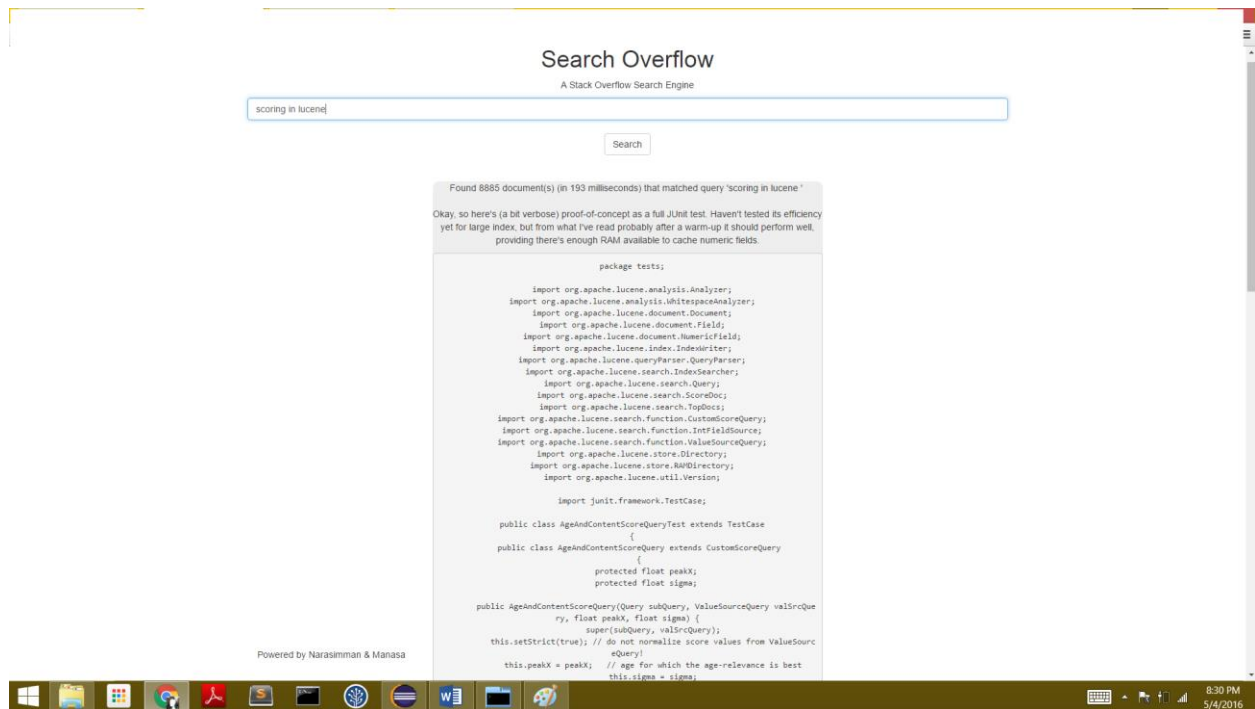 Search Overflow
A Stack Overflow Search Engine
scoring in lucene
Search
Found 8885 document(s) (in 193 milliseconds) that matched query 'scoring in lucene '
Okay, so here's (a bit verbose) proof-of-concept as a full JUnit test. Haven't tested its efficiency
yet for large index, but from what I've read probably after a warm-up it should perform well,
providing there's enough RAM available to cache numeric fields.
package tests;
import org.apache.lucene.analysis.Analyzer;
import org.apache.lucene.analysis.WhitespaceAnalyzer;
import org.apache.lucene.document.Document;
import org.apache.lucene.document.Field;
import org.apache.lucene.document.NumericField;
import org.apache.lucene.index.IndexWriter;
import org.apache.lucene.queryParser.QueryParser;
import org.apache.lucene.search.IndexSearcher;
import org.apache.lucene.search.Query;
import org.apache.lucene.search.ScoreDoc;
import org.apache.lucene.search.TopDocs;
import org.apache.lucene.search.function.CustomScoreQuery;
import org.apache.lucene.search.function.IntFieldSource;
import org.apache.lucene.search.function.ValueSourceQuery;
import org.apache.lucene.store.Directory;
import org.apache.lucene.store.RAMDirectory;
import org.apache.lucene.util.Version;
import junit.framework.TestCase;
public class AgeAndContentScoreQueryTest extends TestCase
{
public class AgeAndContentScoreQuery extends CustomScoreQuery
{
protected float peakX;
protected float sigma;
public AgeAndContentScoreQuery(Query subQuery, ValueSourceQuery valSrcQue
ry, float peakX, float sigma) {
super(subQuery, valSrcQuery);
this.setStrict(true); // do not normalize score values from ValueSourc
eQuery!
this.peakX = peakX; // age for which the age-relevance is best
this.sigma = sigma;
Powered by Narasimman & Manasa
8:30 PM
5/4/2016